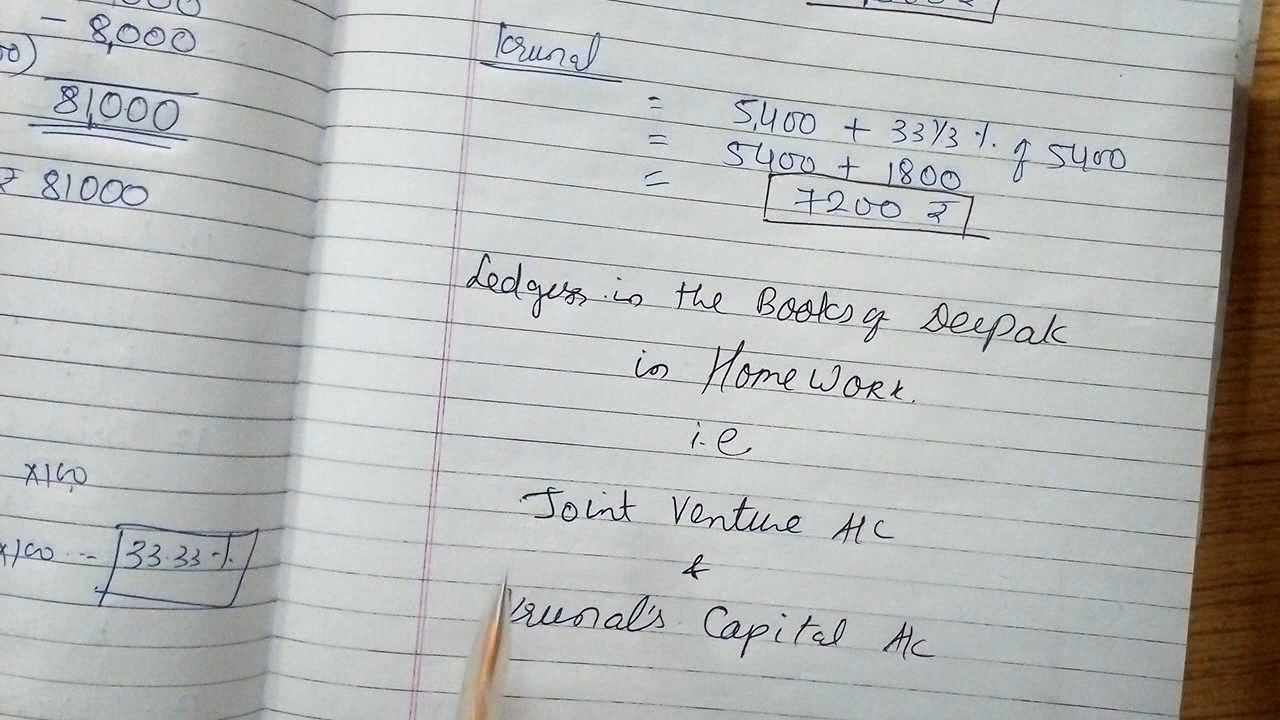 - 8,000
81,000
₹ 81000
x100
x100 = 33.33%
Krunal
= 5,400 + 33 1/3 % of 5400
= 5400 + 1800
= 7200 ₹
Ledgers in the Books of Deepak
in Home Work.
i.e
Joint Venture A/C
&
Krunal's Capital A/C